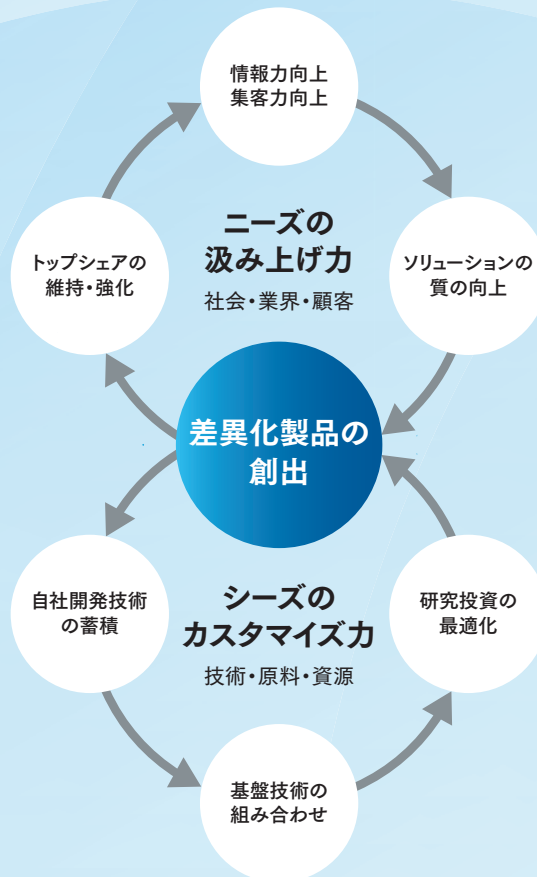 情報力向上
集客力向上
ニーズの
汲み上げ力
社会・業界・顧客
トップシェアの
維持・強化
ソリューションの
質の向上
差異化製品の
創出
自社開発技術
の蓄積
シーズの
カスタマイズ力
技術・原料・資源
研究投資の
最適化
基盤技術の
組み合わせ